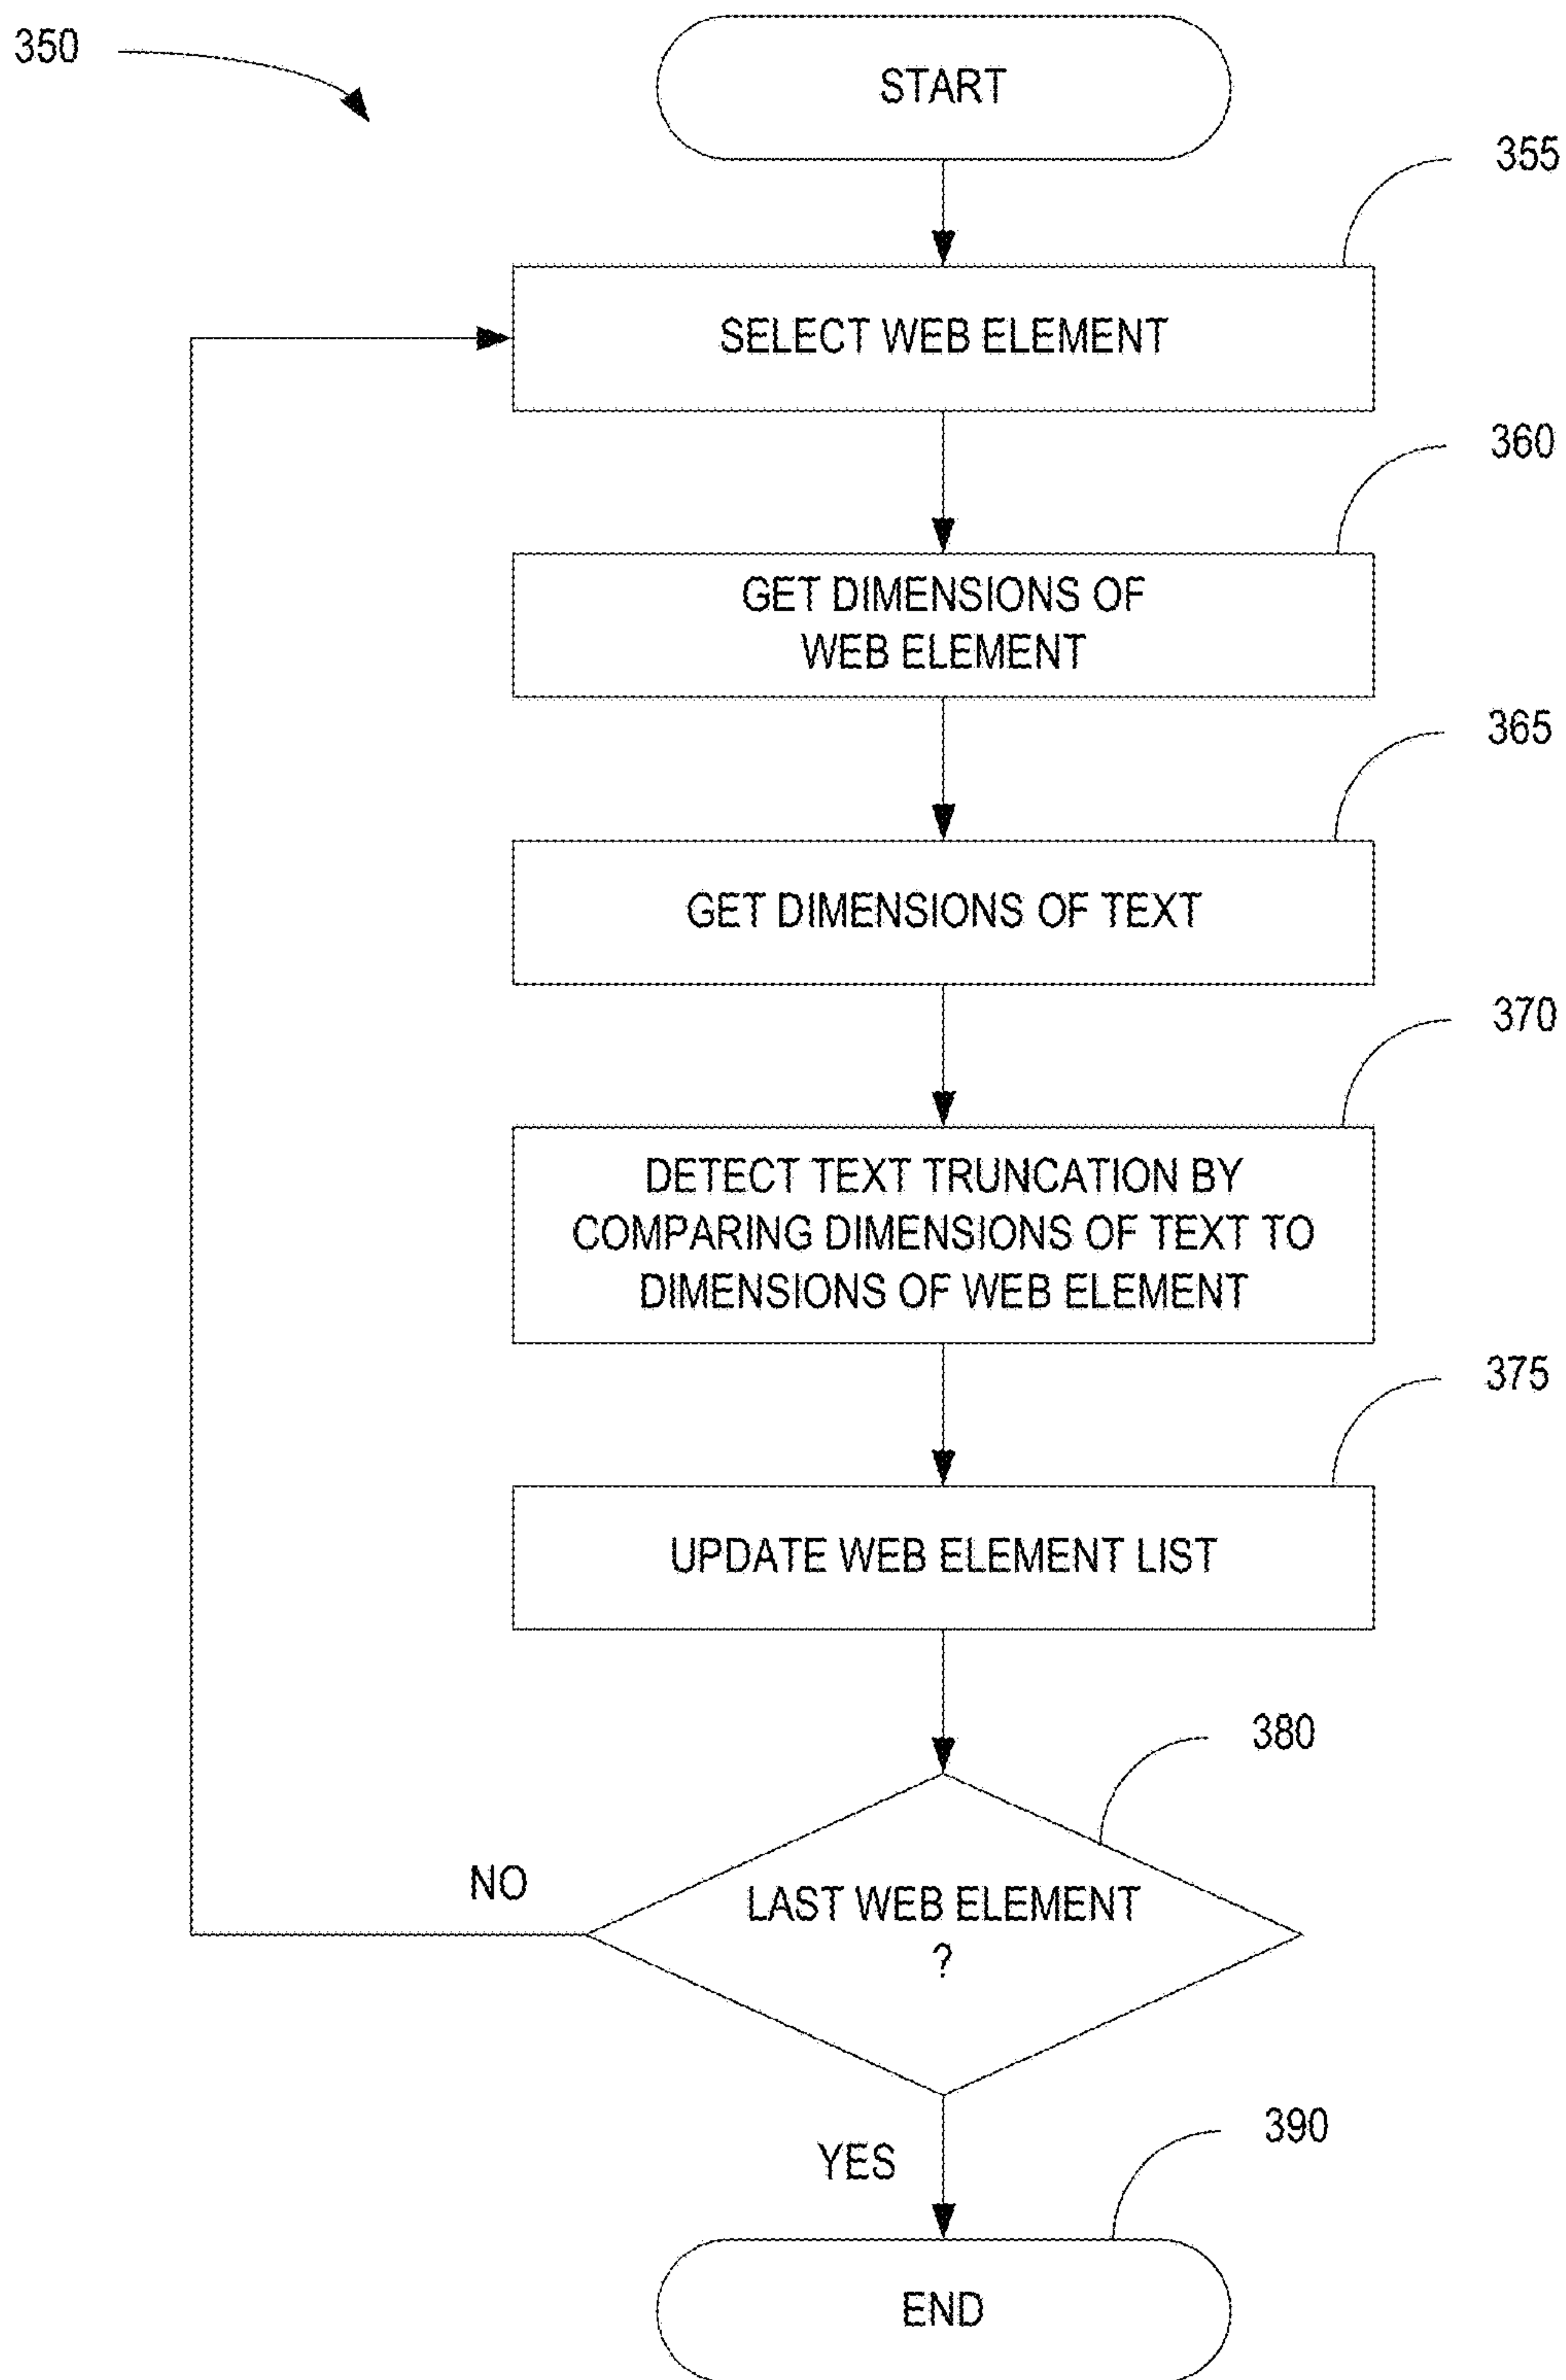 350
START
355
SELECT WEB ELEMENT
360
GET DIMENSIONS OF
WEB ELEMENT
365
GET DIMENSIONS OF TEXT
370
DETECT TEXT TRUNCATION BY
COMPARING DIMENSIONS OF TEXT TO
DIMENSIONS OF WEB ELEMENT
375
UPDATE WEB ELEMENT LIST
380
NO
LAST WEB ELEMENT
?
390
YES
END